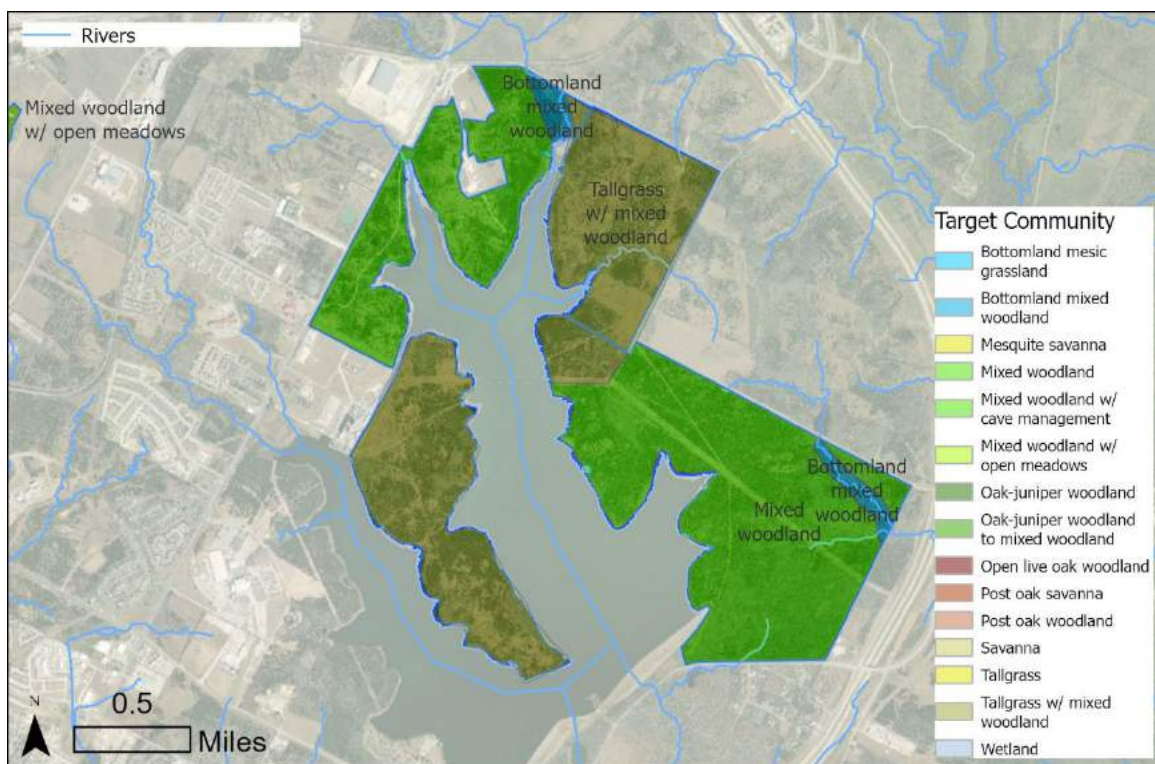 Rivers
Mixed woodland
w/ open meadows
Bottomland
mixed
woodland
Tallgrass
w/ mixed
woodland
Bottomland
mixed
woodland
Mixed
woodland
Target Community
Bottomland mesic
grassland
Bottomland mixed
woodland
Mesquite savanna
Mixed woodland
Mixed woodland w/
cave management
Mixed woodland w/
open meadows
Oak-juniper woodland
Oak-juniper woodland
to mixed woodland
Open live oak woodland
Post oak savanna
Post oak woodland
Savanna
Tallgrass
Tallgrass w/ mixed
woodland
Wetland
N
0.5
Miles